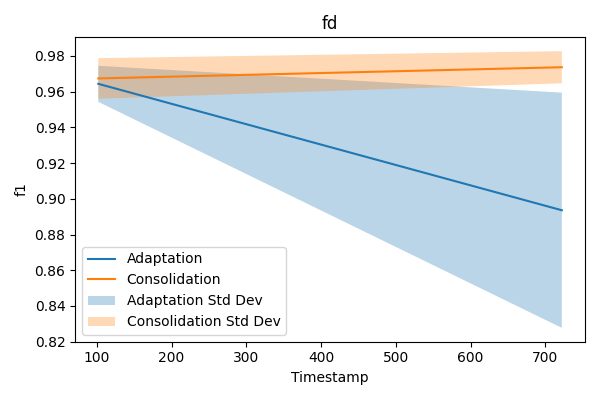 fd
f1
0.98
0.96
0.94
0.92
0.90
0.88
0.86
0.84
0.82
Adaptation
Consolidation
Adaptation Std Dev
Consolidation Std Dev
100
200
300
400
500
600
700
Timestamp